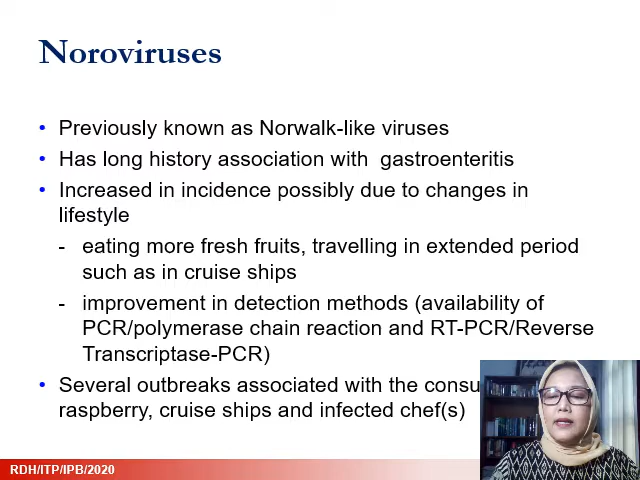 Noroviruses
• Previously known as Norwalk-like viruses
• Has long history association with gastroenteritis
• Increased in incidence possibly due to changes in
lifestyle
- eating more fresh fruits, travelling in extended period
such as in cruise ships
- improvement in detection methods (availability of
PCR/polymerase chain reaction and RT-PCR/Reverse
Transcriptase-PCR)
• Several outbreaks associated with the
raspberry, cruise ships and infected chef(s)
RDH/ITP/IPB/2020